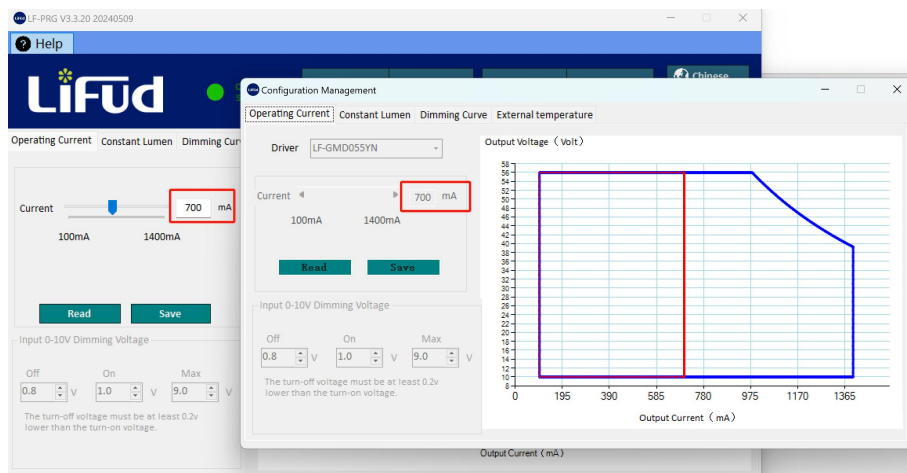 LF-PRG V3.3.20 20240509
Help
LiFud
Chinese
Operating Current Constant Lumen Dimming Cur
Current 700 mA
100mA 1400mA
Read Save
Input 0-10V Dimming Voltage
Off On Max
0.8 V 1.0 V 9.0 V
The turn-off voltage must be at least 0.2v
lower than the turn-on voltage.
Configuration Management
Operating Current Constant Lumen Dimming Curve External temperature
Driver LF-GMD055YN
Current 700 mA
100mA 1400mA
Read Save
Input 0-10V Dimming Voltage
Off On Max
0.8 V 1.0 V 9.0 V
The turn-off voltage must be at least 0.2v
lower than the turn-on voltage.
Output Voltage (Volt)
58
56
54
52
50
48
46
44
42
40
38
36
34
32
30
28
26
24
22
20
18
16
14
12
10
8
0 195 390 585 780 975 1170 1365
Output Current (mA)
Output Current (mA)